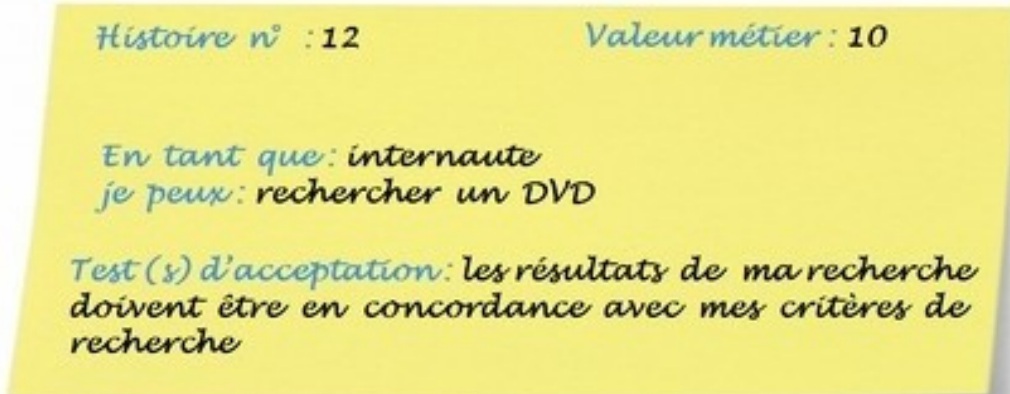 Histoire n° : 12 Valeur métier : 10
En tant que : internaute
je peux : rechercher un DVD
Test(s) d'acceptation : les résultats de ma recherche
doivent être en concordance avec mes critères de
recherche